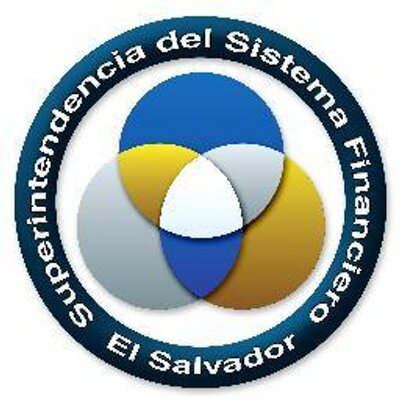 Superintendencia del Sistema Financiero
El Salvador